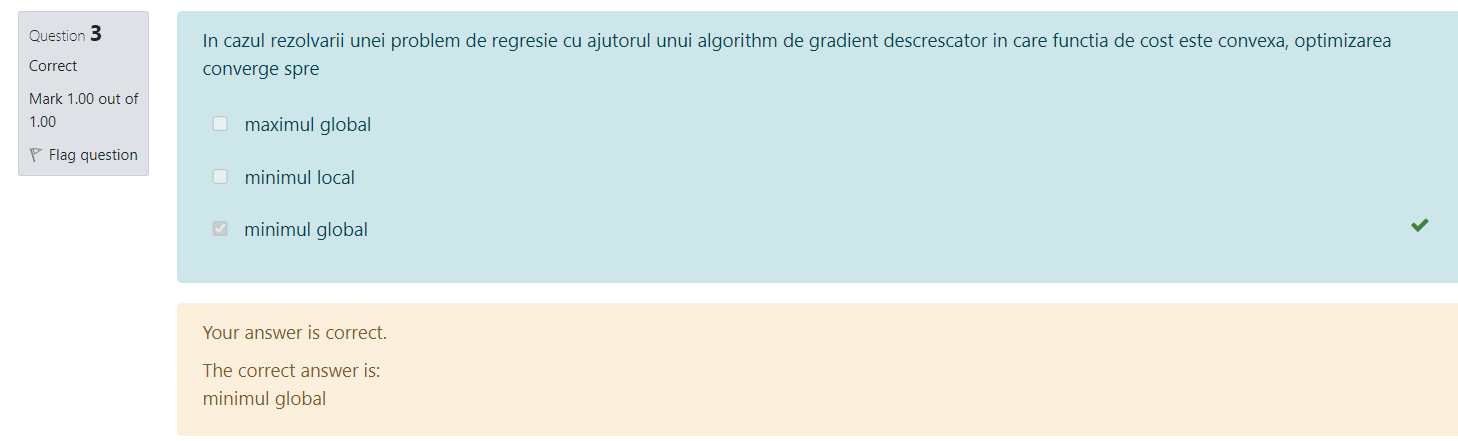 Question 3
Correct
Mark 1.00 out of
1.00
Flag question
In cazul rezolvarii unei problem de regresie cu ajutorul unui algorithm de gradient descrescator in care functia de cost este convexa, optimizarea
converge spre
maximul global
minimul local
minimul global
Your answer is correct.
The correct answer is:
minimul global